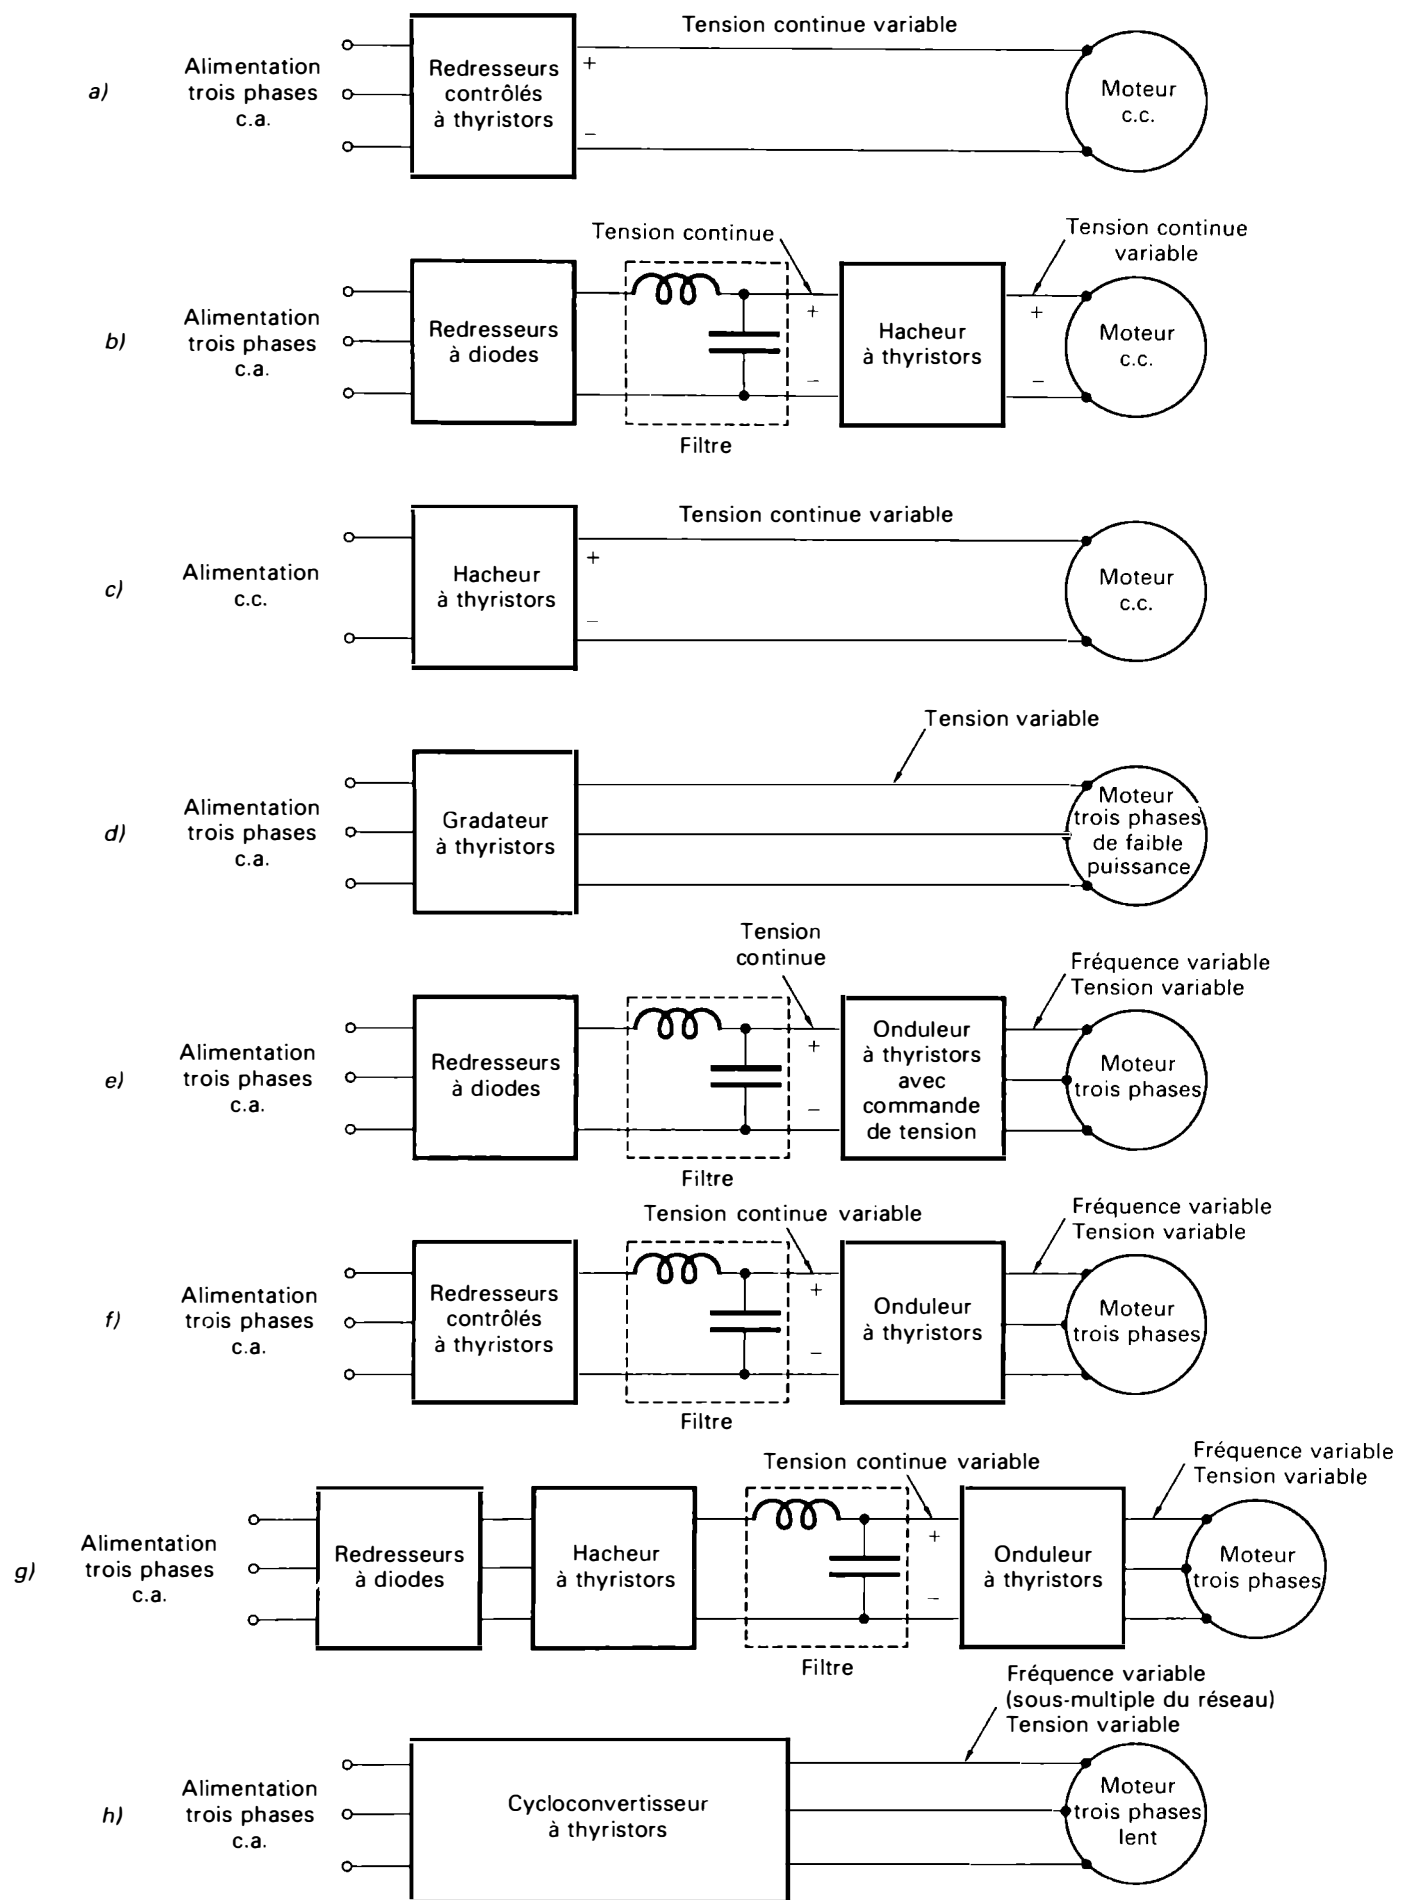 a)
Alimentation
trois phases
c.a.
Redresseurs
contrôlés
à thyristors
+
−
Tension continue variable
Moteur
c.c.
b)
Alimentation
trois phases
c.a.
Redresseurs
à diodes
Filtre
Tension continue
+
−
Hacheur
à thyristors
Tension continue
variable
+
−
Moteur
c.c.
c)
Alimentation
c.c.
Hacheur
à thyristors
+
−
Tension continue variable
Moteur
c.c.
d)
Alimentation
trois phases
c.a.
Gradateur
à thyristors
Tension variable
Moteur
trois phases
de faible
puissance
e)
Alimentation
trois phases
c.a.
Redresseurs
à diodes
Filtre
Tension
continue
+
−
Onduleur
à thyristors
avec
commande
de tension
Fréquence variable
Tension variable
Moteur
trois phases
f)
Alimentation
trois phases
c.a.
Redresseurs
contrôlés
à thyristors
Filtre
Tension continue variable
+
−
Onduleur
à thyristors
Fréquence variable
Tension variable
Moteur
trois phases
g)
Alimentation
trois phases
c.a.
Redresseurs
à diodes
Hacheur
à thyristors
Filtre
Tension continue variable
+
−
Onduleur
à thyristors
Fréquence variable
Tension variable
Moteur
trois phases
h)
Alimentation
trois phases
c.a.
Cycloconvertisseur
à thyristors
Fréquence variable
(sous-multiple du réseau)
Tension variable
Moteur
trois phases
lent